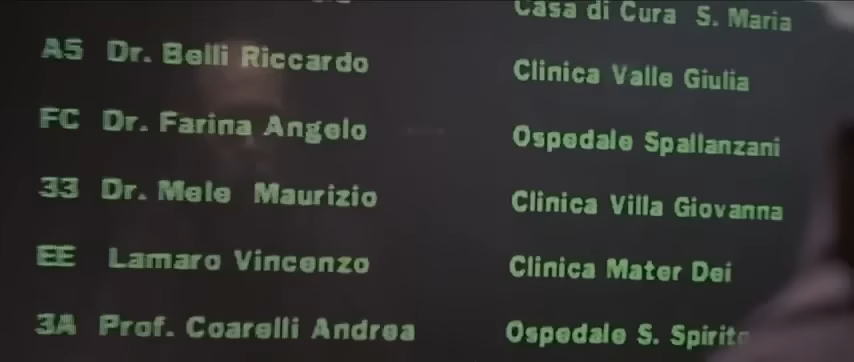 Casa di Cura S. Maria
A5 Dr. Belli Riccardo Clinica Valle Giulia
FC Dr. Farina Angelo Ospedale Spallanzani
33 Dr. Mele Maurizio Clinica Villa Giovanna
EE Lamaro Vincenzo Clinica Mater Dei
3A Prof. Coarelli Andrea Ospedale S. Spirito